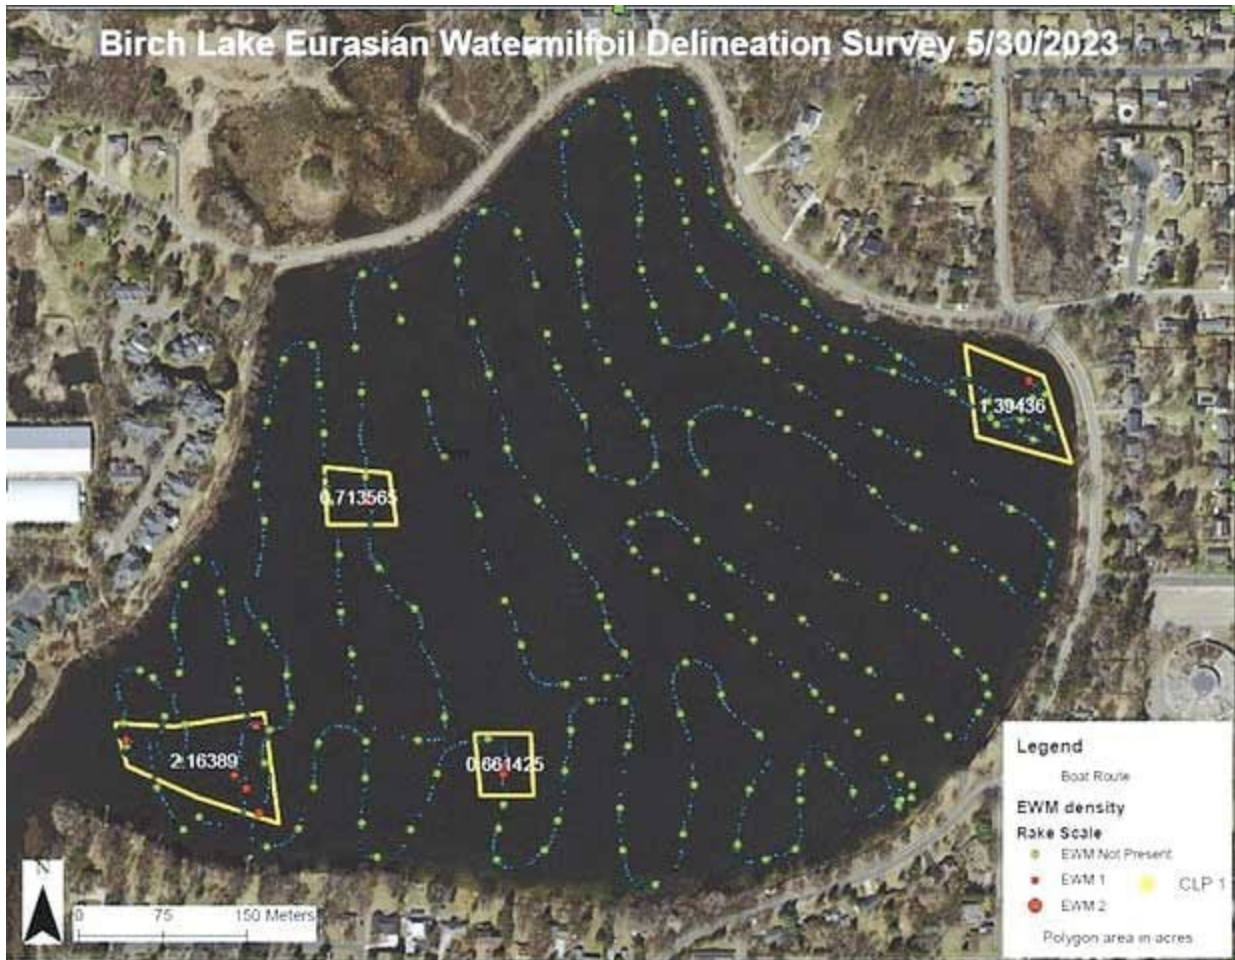 Birch Lake Eurasian Watermilfoil Delineation Survey 5/30/2023
1.39436
0.713565
2.16389
0.661425
Legend
Boat Route
EWM density
Rake Scale
EWM Not Present
EWM 1
CLP 1
EWM 2
Polygon area in acres
N
0 75 150 Meters